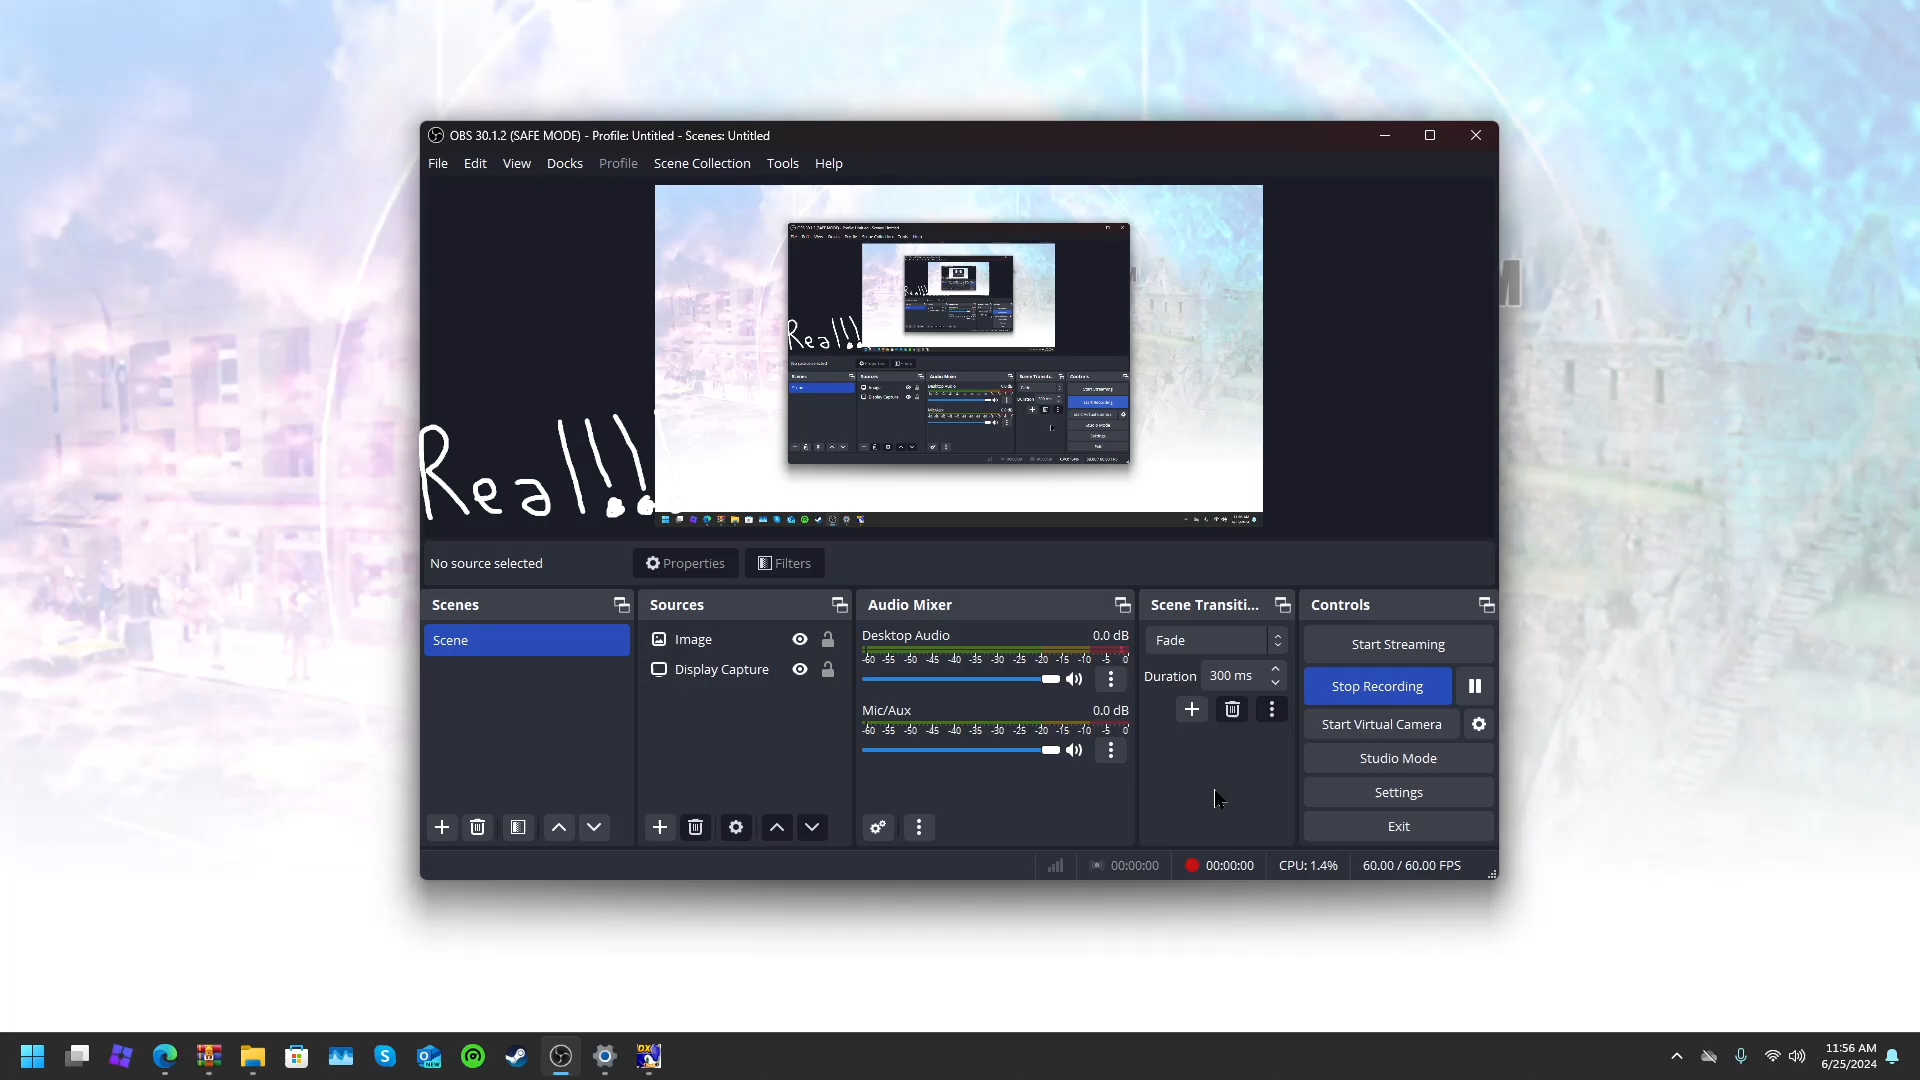 OBS 30.1.2 (SAFE MODE) - Profile: Untitled - Scenes: Untitled
File Edit View Docks Profile Scene Collection Tools Help
M
Real!!!
No source selected Properties Filters
Scenes
Scene
Sources
Image
Display Capture
Audio Mixer
Desktop Audio 0.0 dB
-60 -55 -50 -45 -40 -35 -30 -25 -20 -15 -10 -5 0
Mic/Aux 0.0 dB
-60 -55 -50 -45 -40 -35 -30 -25 -20 -15 -10 -5 0
Scene Transiti...
Fade
Duration 300 ms
Controls
Start Streaming
Stop Recording
Start Virtual Camera
Studio Mode
Settings
Exit
00:00:00 00:00:00 CPU: 1.4% 60.00 / 60.00 FPS
11:56 AM
6/25/2024